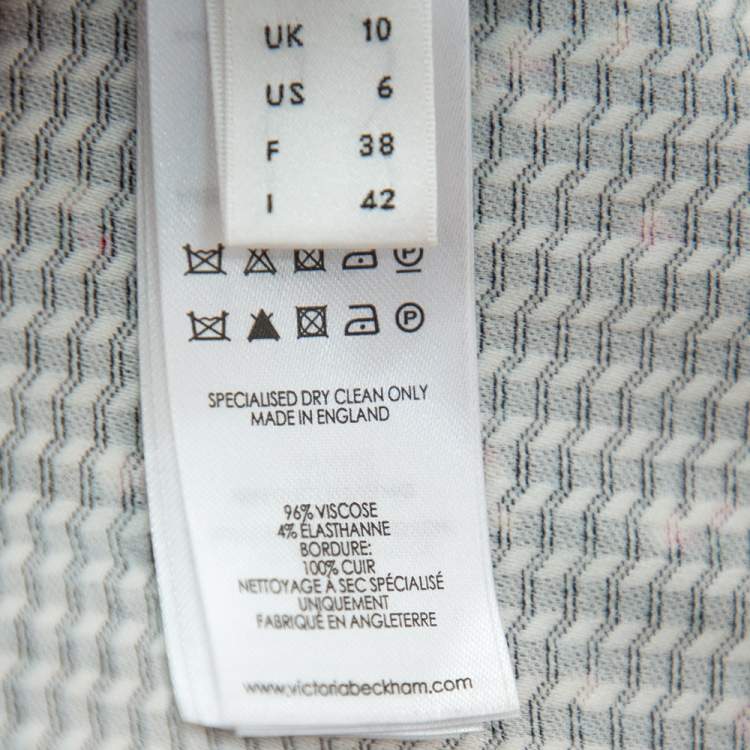 UK 10
US 6
F 38
I 42
P
P
SPECIALISED DRY CLEAN ONLY
MADE IN ENGLAND
96% VISCOSE
4% ÉLASTHANNE
BORDURE:
100% CUIR
NETTOYAGE À SEC SPÉCIALISÉ
UNIQUEMENT
FABRIQUÉ EN ANGLETERRE
www.victoriabeckham.com